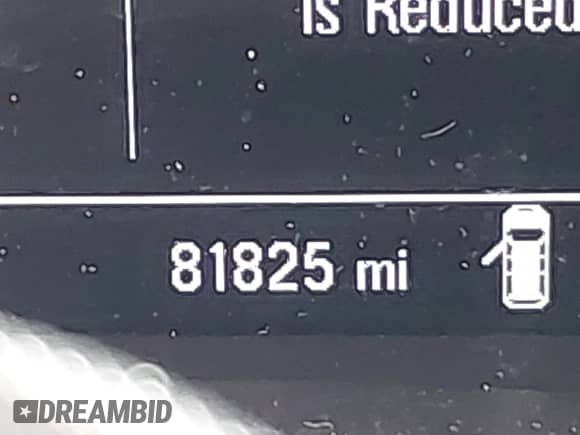 is Reduced
81825 mi
DREAMBID